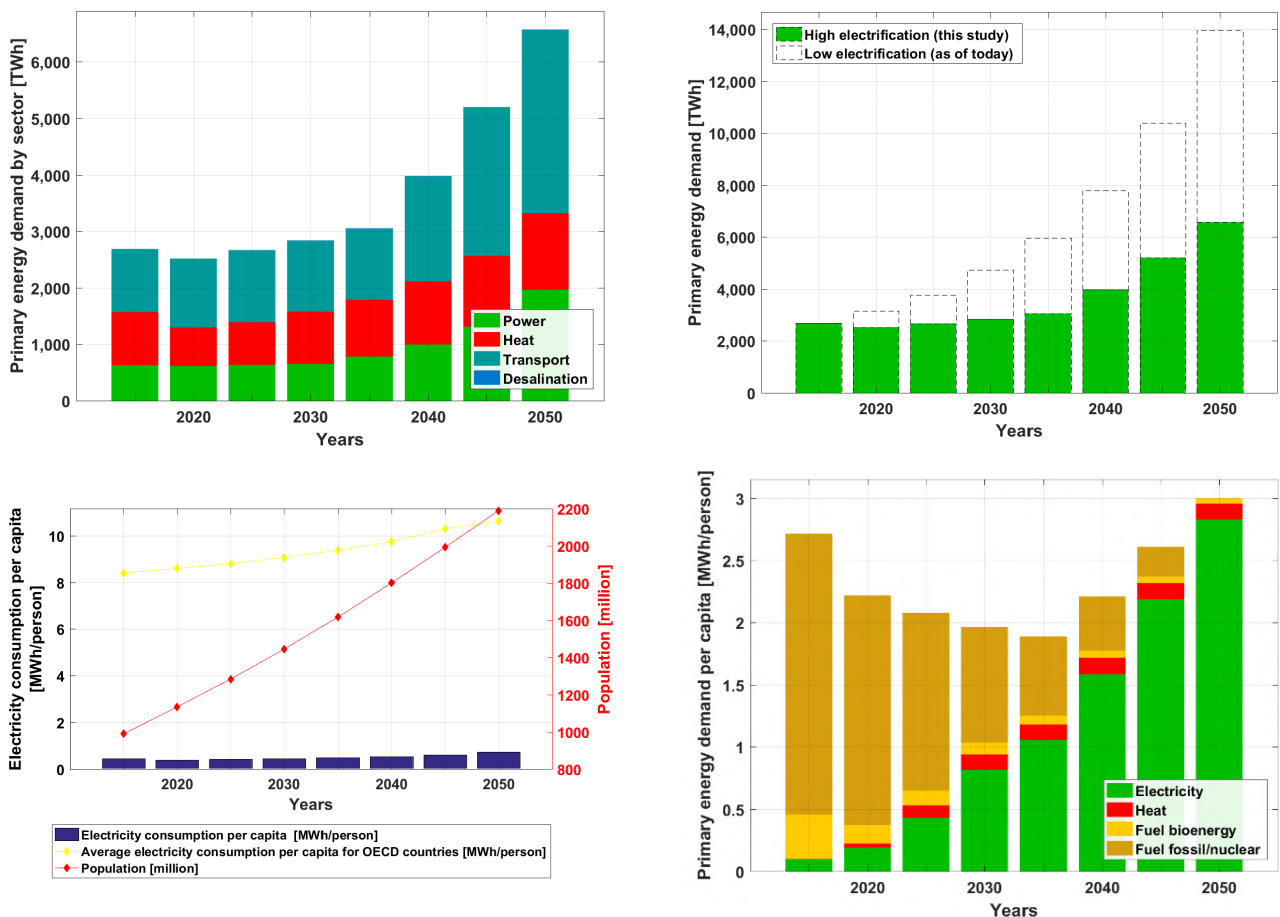 Primary energy demand by sector [TWh]
6,000
5,000
4,000
3,000
2,000
1,000
0
Power
Heat
Transport
Desalination
2020
2030
2040
2050
Years
Primary energy demand [TWh]
14,000
12,000
10,000
8,000
6,000
4,000
2,000
0
High electrification (this study)
Low electrification (as of today)
2020
2030
2040
2050
Years
Electricity consumption per capita
[MWh/person]
10
8
6
4
2
0
2200
2000
1800
1600
1400
1200
1000
800
Population [million]
2020
2030
2040
2050
Years
Electricity consumption per capita [MWh/person]
Average electricity consumption per capita for OECD countries [MWh/person]
Population [million]
Primary energy demand per capita [MWh/person]
3
2.5
2
1.5
1
0.5
0
Electricity
Heat
Fuel bioenergy
Fuel fossil/nuclear
2020
2030
2040
2050
Years